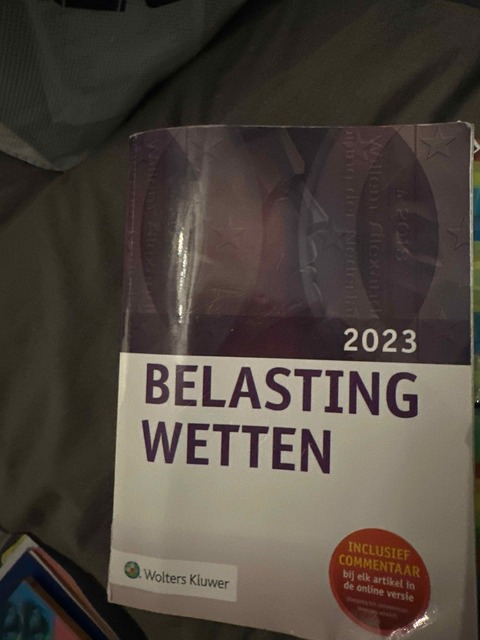 2023
BELASTING
WETTEN
INCLUSIEF
COMMENTAAR
bij elk artikel in
de online versie
Wolters Kluwer